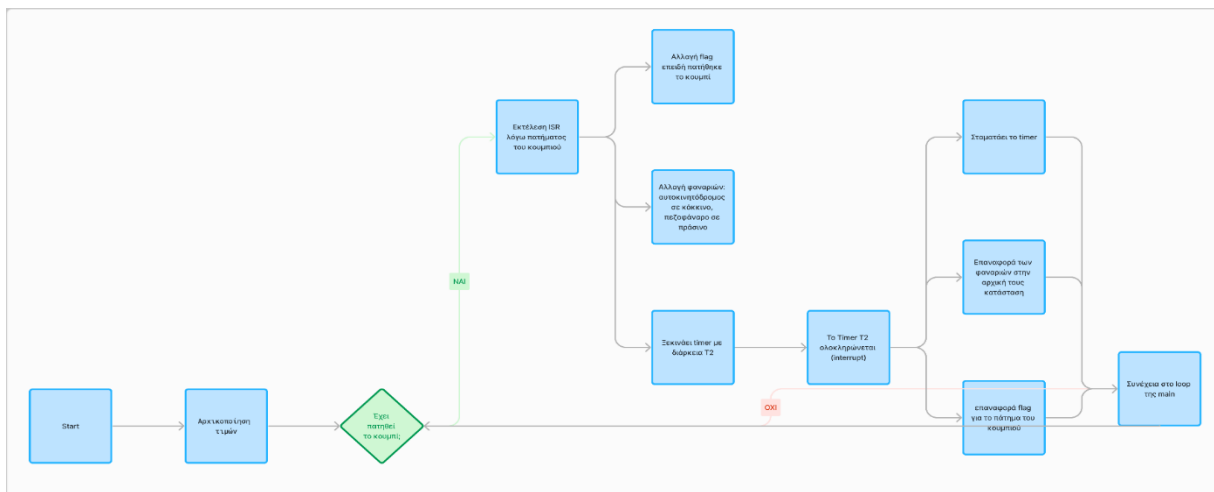 Start
Αρχικοποίηση
τιμών
Έχει
πατηθεί
το κουμπί;
ΝΑΙ
Εκτέλεση ISR
λόγω πατήματος
του κουμπιού
Αλλαγή flag
επειδή πατήθηκε
το κουμπί
Αλλαγή φαναριών:
αυτοκινητόδρομος
σε κόκκινο,
πεζοφάναρο σε
πράσινο
Ξεκινάει timer με
διάρκεια T2
Το Timer T2
ολοκληρώνεται
(interrupt)
Σταματάει το timer
Επαναφορά των
φαναριών στην
αρχική τους
κατάσταση
επαναφορά flag
για το πάτημα του
κουμπιού
ΟΧΙ
Συνέχεια στο loop
της main